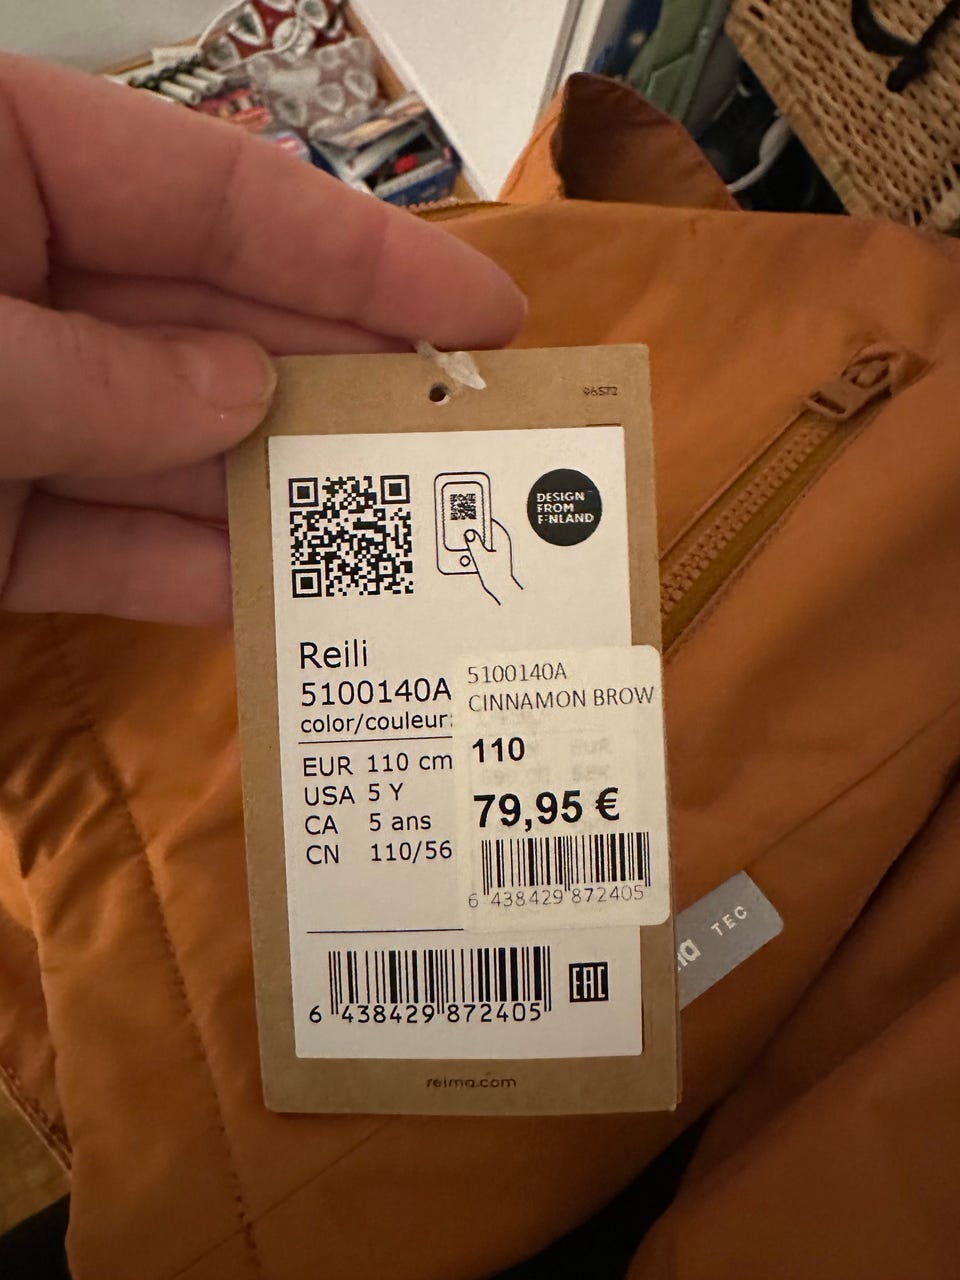 96572
DESIGN
FROM
FINLAND
Reili
5100140A
color/couleur:
EUR 110 cm
USA 5 Y
CA 5 ans
CN 110/56
5100140A
CINNAMON BROW
110
79,95 €
6 438429 872405
6 438429 872405
EAC
reima.com
TEC